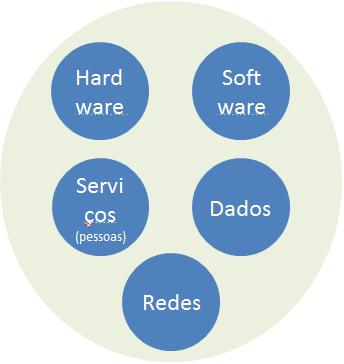 Hard
ware
Soft
ware
Servi
ços
(pessoas)
Dados
Redes